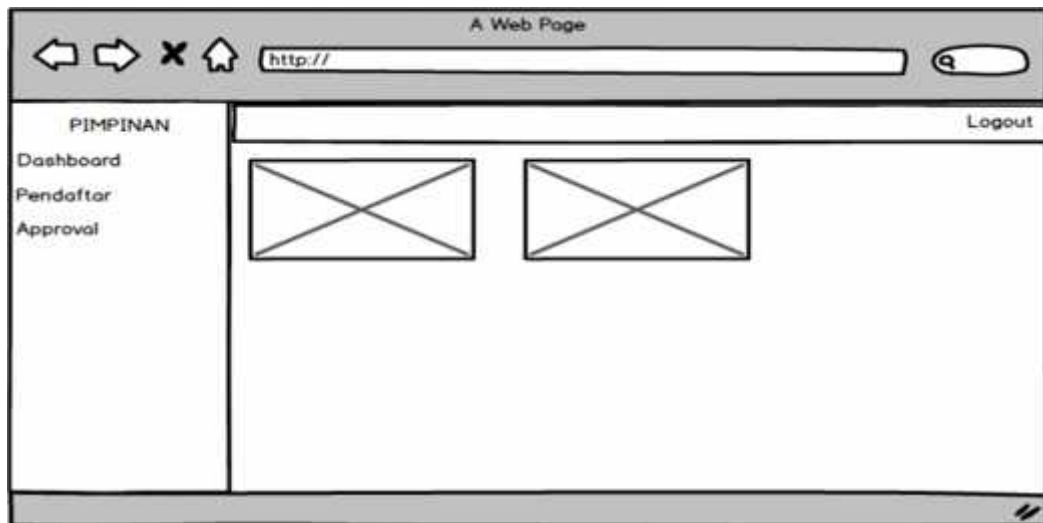 A Web Page
http://
PIMPINAN
Logout
Dashboard
Pendaftar
Approval